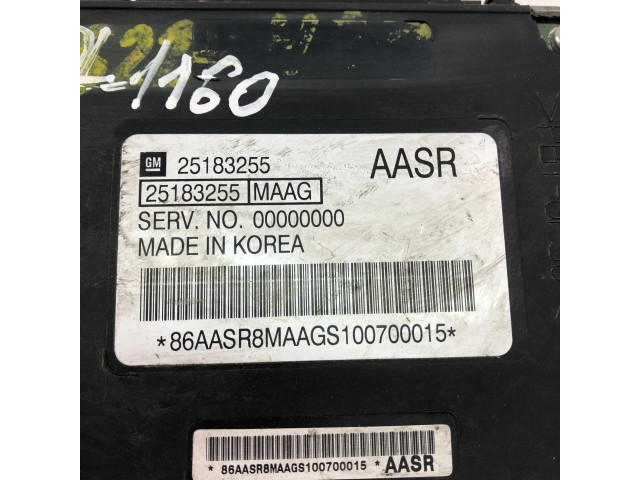 -1160
GM 25183255 AASR
25183255 MAAG
SERV. NO. 00000000
MADE IN KOREA
*86AASR8MAAGS100700015*
* 86AASR8MAAGS100700015 * AASR